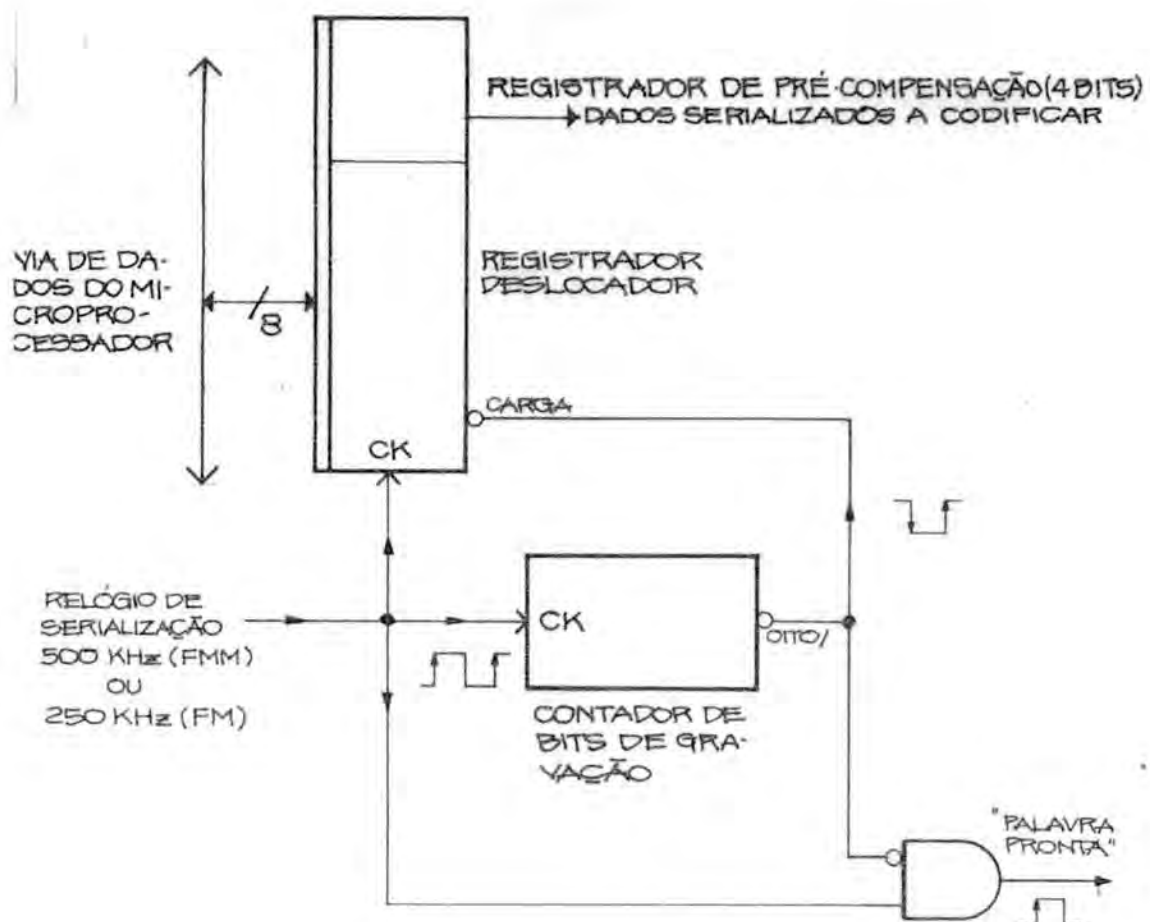 REGISTRADOR DE PRÉ-COMPENSAÇÃO (4 BITS)
DADOS SERIALIZADOS A CODIFICAR
VIA DE DA-
DOS DO MI-
CROPRO-
CESSADOR
8
REGISTRADOR
DESLOCADOR
CARGA
CK
RELÓGIO DE
SERIALIZAÇÃO
500 KHz (FMM)
OU
250 KHz (FM)
CK
OITO/
CONTADOR DE
BITS DE GRA-
VAÇÃO
"PALAVRA
PRONTA"